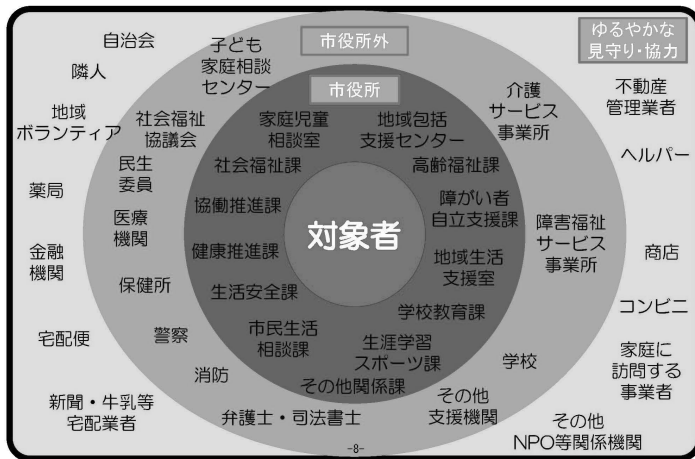 ゆるやかな
見守り・協力
市役所外
市役所
対象者
自治会
隣人
地域
ボランティア
薬局
金融
機関
宅配便
新聞・牛乳等
宅配業者
子ども
家庭相談
センター
社会福祉
協議会
民生
委員
医療
機関
保健所
警察
消防
弁護士・司法書士
家庭児童
相談室
社会福祉課
協働推進課
健康推進課
生活安全課
市民生活
相談課
その他関係課
地域包括
支援センター
高齢福祉課
障がい者
自立支援課
地域生活
支援室
学校教育課
生涯学習
スポーツ課
介護
サービス
事業所
障害福祉
サービス
事業所
学校
その他
支援機関
不動産
管理業者
ヘルパー
商店
コンビニ
家庭に
訪問する
事業者
その他
NPO等関係機関
-8-